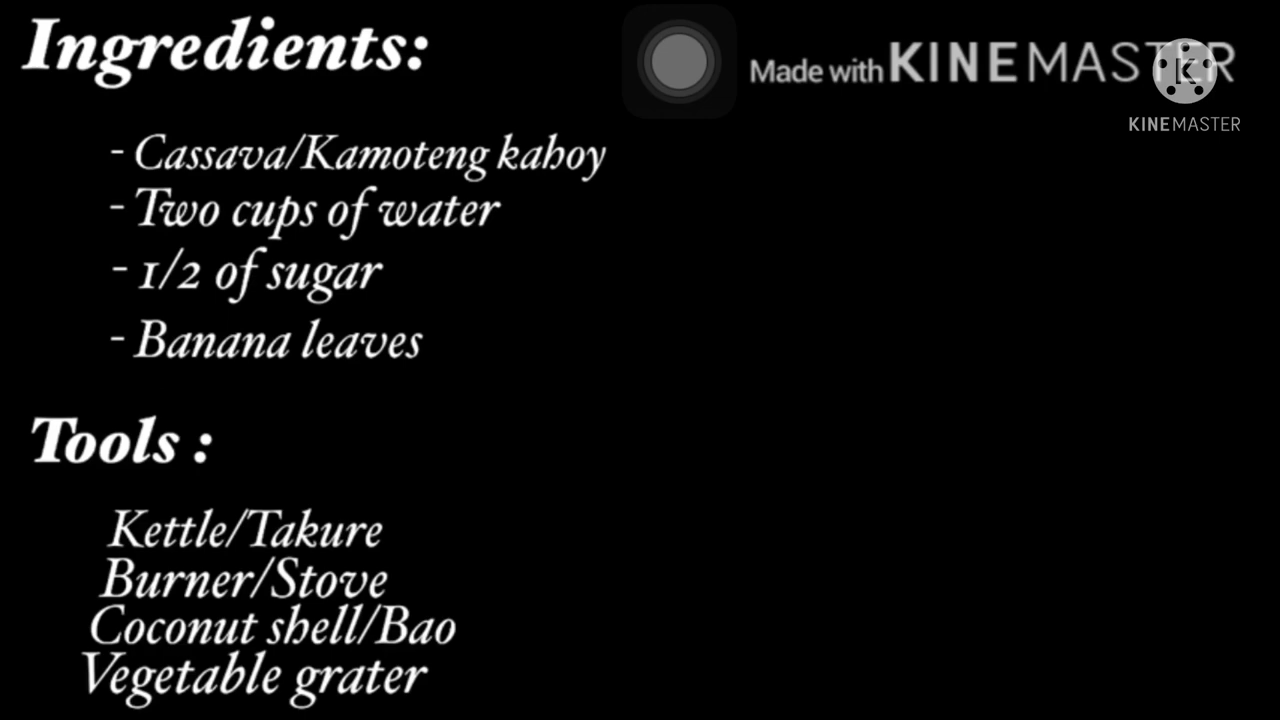 Ingredients:
Made with KINEMASTER
K
KINEMASTER
- Cassava/Kamoteng kahoy
- Two cups of water
- 1/2 of sugar
- Banana leaves
Tools :
Kettle/Takure
Burner/Stove
Coconut shell/Bao
Vegetable grater